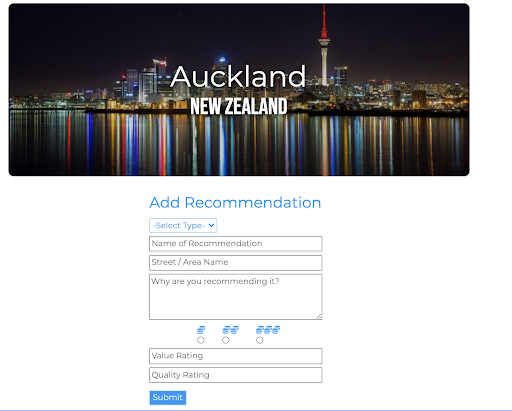 Auckland
NEW ZEALAND
Add Recommendation
-Select Type-
Name of Recommendation
Street / Area Name
Why are you recommending it?
Value Rating
Quality Rating
Submit